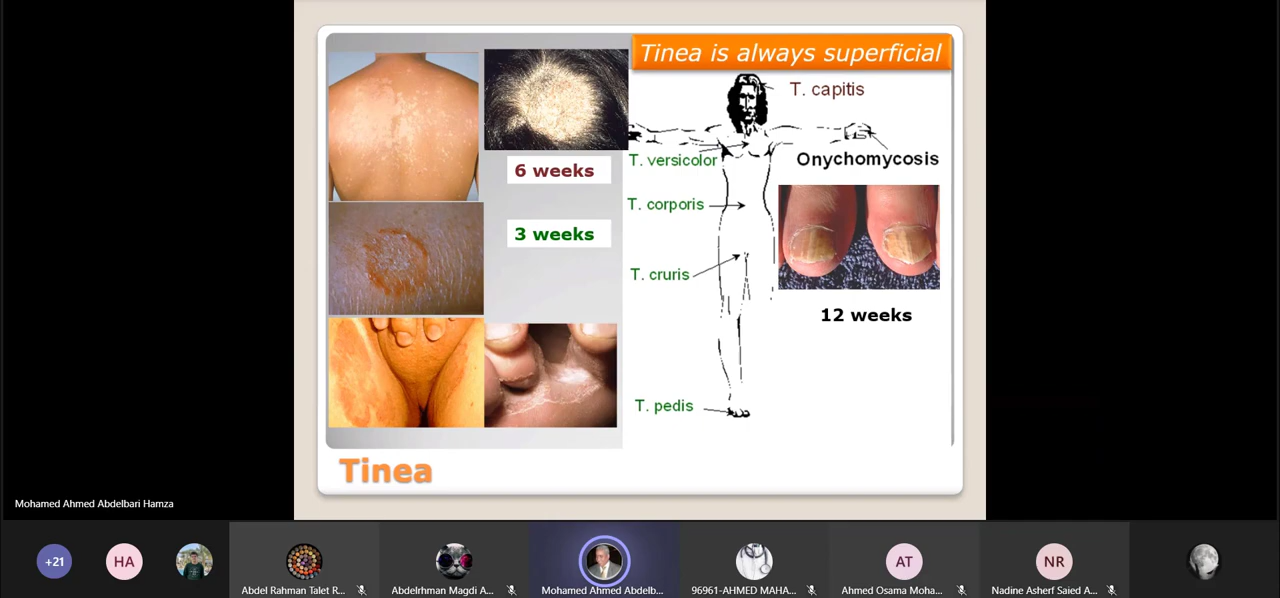 Tinea is always superficial
T. capitis
T. versicolor
Onychomycosis
6 weeks
T. corporis
3 weeks
T. cruris
12 weeks
T. pedis
Tinea
Mohamed Ahmed Abdelbari Hamza
+21
HA
AT
NR
Abdel Rahman Talet R...
Abdelrhman Magdi A...
Mohamed Ahmed Abdelb...
96961-AHMED MAHA...
Ahmed Osama Moha...
Nadine Asherf Saied A...